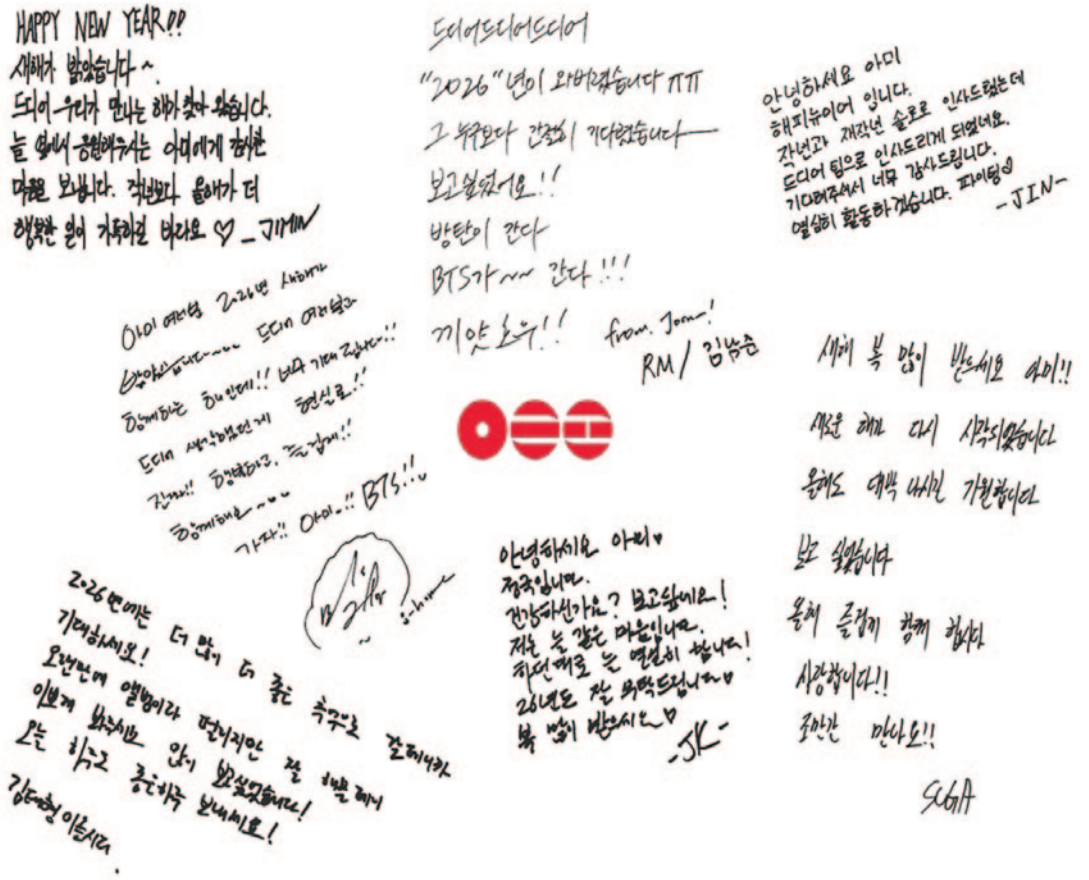 HAPPY NEW YEAR!!
새해가 밝았습니다~.
드디어 우리가 만나는 해가 찾아 왔습니다.
늘 옆에서 응원해주시는 아미에게 감사한
마음을 보냅니다. 작년보다 올해가 더
행복한 일이 가득하길 바라요 ♡ _JIMIN
드디어드디어드디어
“2026”년이 와버렸습니다 ㅠㅠ
그 누구보다 간절히 기다렸습니다
보고싶었어요!!
방탄이 간다
BTS가~~ 간다!!!
끼얏호우!!
from. Joon!
RM / 김남준
안녕하세요 아미
해피뉴이어 입니다.
작년과 재작년 솔로로 인사드렸는데
드디어 팀으로 인사드리게 되었네요.
기다려주셔서 너무 감사드립니다.
열심히 활동하겠습니다. 파이팅♡
-JIN-
아미 여러분 2026년 새해가
밝았습니다~~~ 드디어 여러분과
함께하는 해인데!! 너무 기대 됩니다!!
드디어 생각했던게 현실로!!
진짜!! 행복하고, 즐겁게!!
함께해요~~~
가자!! 아미!! BTS!!
새해 복 많이 받으세요 아미!!
새로운 해가 다시 시작되었습니다
올해도 대박 나시길 기원합니다
보고 싶었습니다
올해 즐겁게 함께 합시다
사랑합니다!!
조만간 만나요!!
SUGA
안녕하세요 아미♥
정국입니다.
건강하신가요? 보고싶네요!
저는 늘 같은 마음입니다.
하던대로 늘 열심히 합니다!
26년도 잘 부탁드립니다♡
복 많이 받으세요♡
-JK-
2026년에는 더 많이 더 좋은 추억으로 갈테니까
기대하세요!
오랜만에 앨범이라 떨리지만 잘 해볼테니
이쁘게 봐주시요 많이 보고싶었습니다!
오늘 하루도 좋은하루 보내세요!
김태형이올시다.